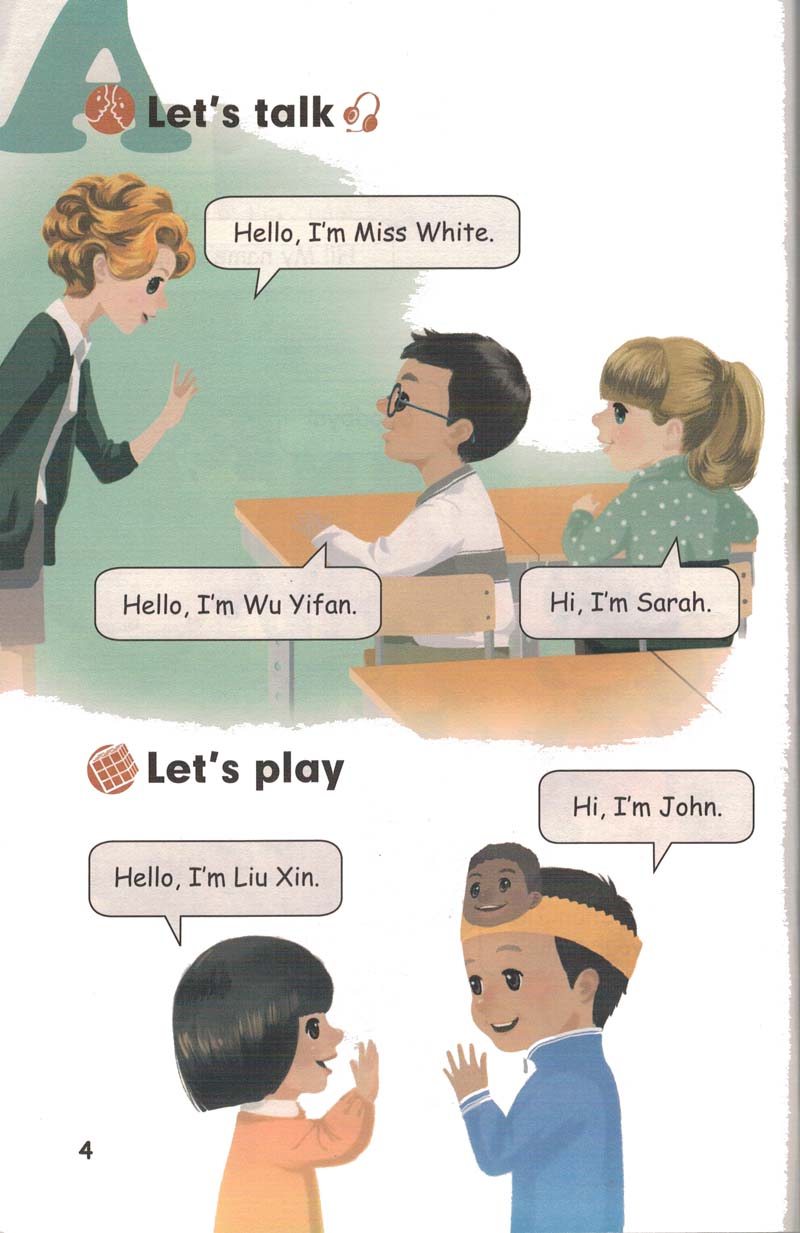 A
Let's talk
Hello, I'm Miss White.
Hello, I'm Wu Yifan.
Hi, I'm Sarah.
Let's play
Hi, I'm John.
Hello, I'm Liu Xin.
4